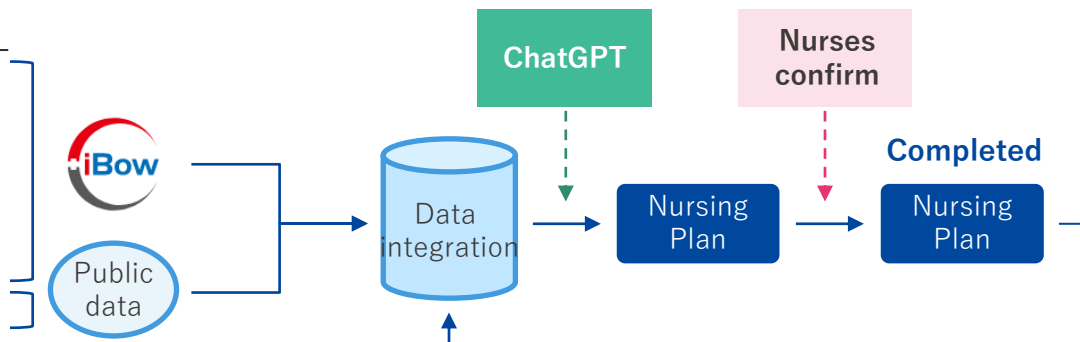 ChatGPT
Nurses
confirm
iBow
Completed
Data
integration
Nursing
Plan
Nursing
Plan
Public
data